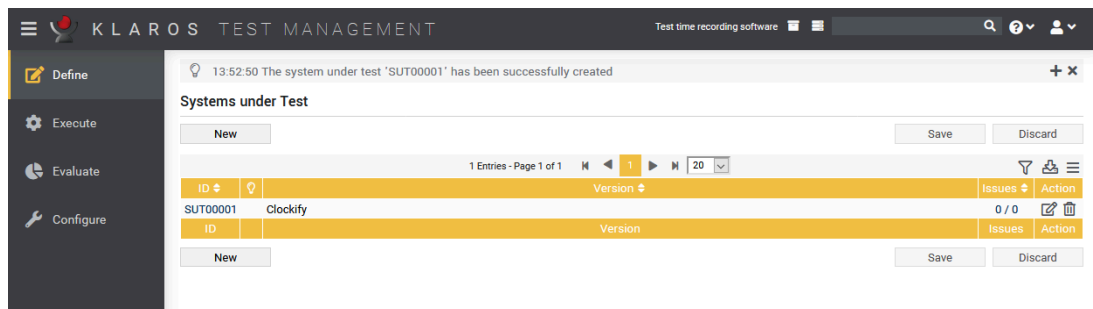 KLAROS TEST MANAGEMENT
Test time recording software
Define
Execute
Evaluate
Configure
13:52:50 The system under test 'SUT00001' has been successfully created
Systems under Test
New Save Discard
1 Entries - Page 1 of 1 1 20
ID Version Issues Action
SUT00001 Clockify 0 / 0
ID Version Issues Action
New Save Discard